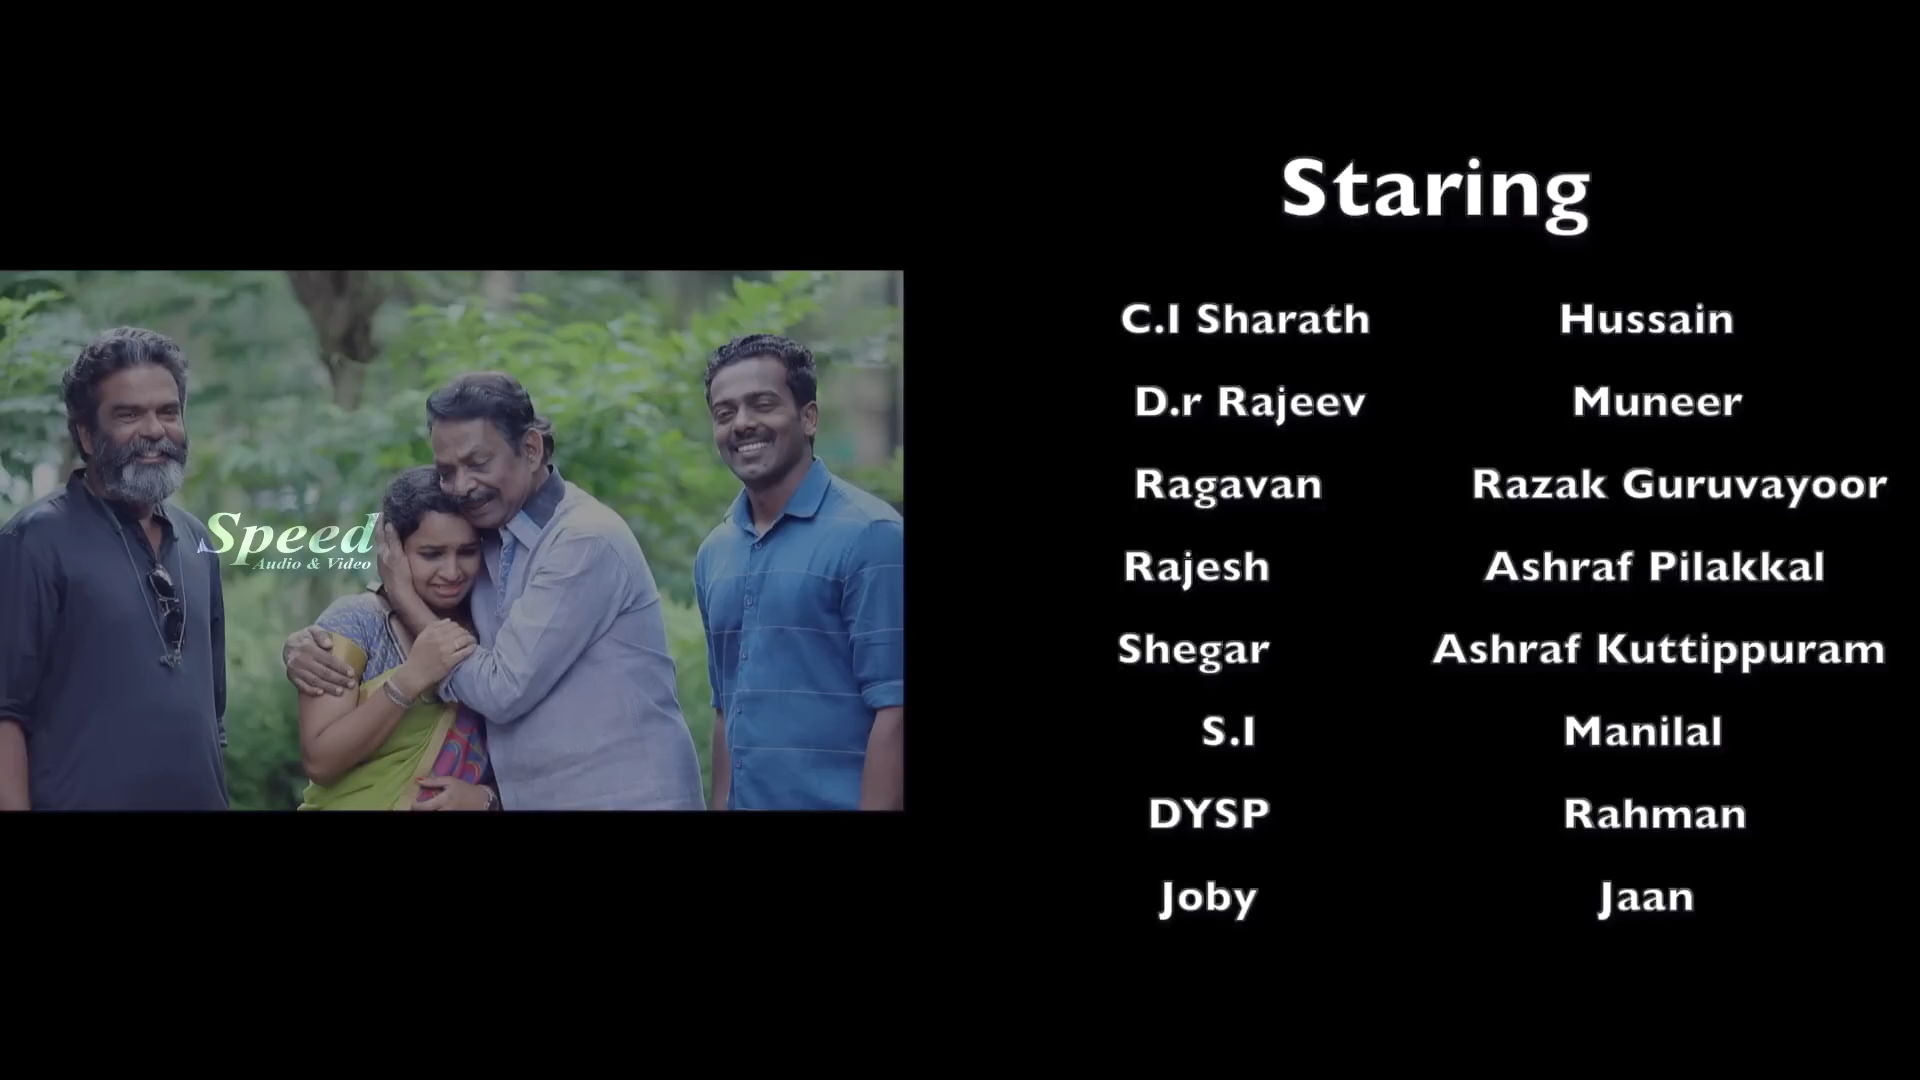 Staring
C.I Sharath Hussain
D.r Rajeev Muneer
Ragavan Razak Guruvayoor
Rajesh Ashraf Pilakkal
Shegar Ashraf Kuttippuram
S.I Manilal
DYSP Rahman
Joby Jaan
Speed
Audio & Video